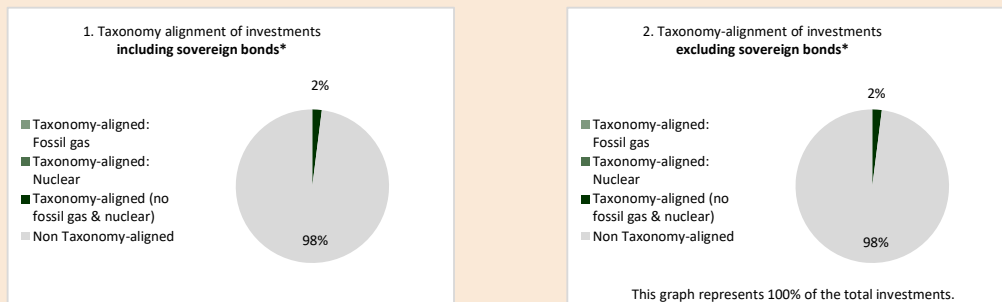 1. Taxonomy alignment of investments
including sovereign bonds*
2%
Taxonomy-aligned:
Fossil gas
Taxonomy-aligned:
Nuclear
Taxonomy-aligned (no
fossil gas & nuclear)
Non Taxonomy-aligned
98%
2. Taxonomy-alignment of investments
excluding sovereign bonds*
2%
Taxonomy-aligned:
Fossil gas
Taxonomy-aligned:
Nuclear
Taxonomy-aligned (no
fossil gas & nuclear)
Non Taxonomy-aligned
98%
This graph represents 100% of the total investments.